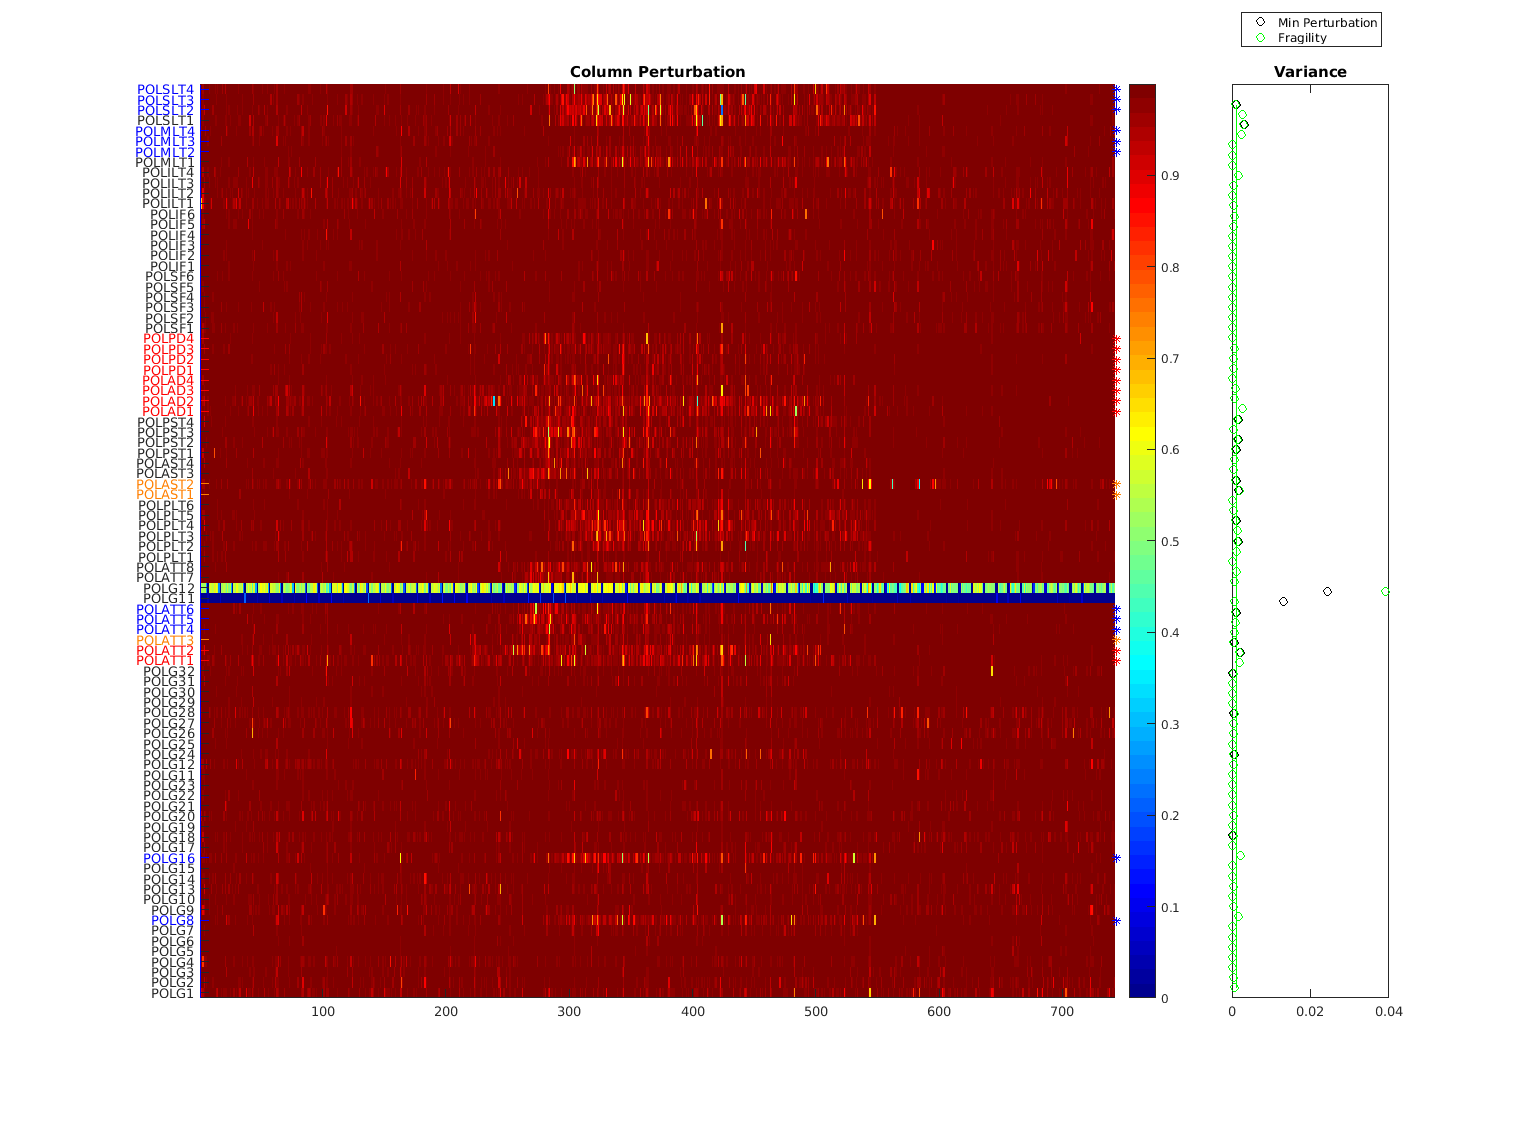 Min Perturbation
Fragility
Column Perturbation
Variance
POLSLT4
POLSLT3
POLSLT2
POLSLT1
POLMLT4
POLMLT3
POLMLT2
POLMLT1
POLILT4
POLILT3
POLILT2
POLILT1
POLIF6
POLIF5
POLIF4
POLIF3
POLIF2
POLIF1
POLSF6
POLSF5
POLSF4
POLSF3
POLSF2
POLSF1
POLPD4
POLPD3
POLPD2
POLPD1
POLAD4
POLAD3
POLAD2
POLAD1
POLPST4
POLPST3
POLPST2
POLPST1
POLAST4
POLAST3
POLAST2
POLAST1
POLPLT6
POLPLT5
POLPLT4
POLPLT3
POLPLT2
POLPLT1
POLATT8
POLATT7
POLG12
POLG11
POLATT6
POLATT5
POLATT4
POLATT3
POLATT2
POLATT1
POLG32
POLG31
POLG30
POLG29
POLG28
POLG27
POLG26
POLG25
POLG24
POLG12
POLG11
POLG23
POLG22
POLG21
POLG20
POLG19
POLG18
POLG17
POLG16
POLG15
POLG14
POLG13
POLG10
POLG9
POLG8
POLG7
POLG6
POLG5
POLG4
POLG3
POLG2
POLG1
100 200 300 400 500 600 700
0.9
0.8
0.7
0.6
0.5
0.4
0.3
0.2
0.1
0
0 0.02 0.04